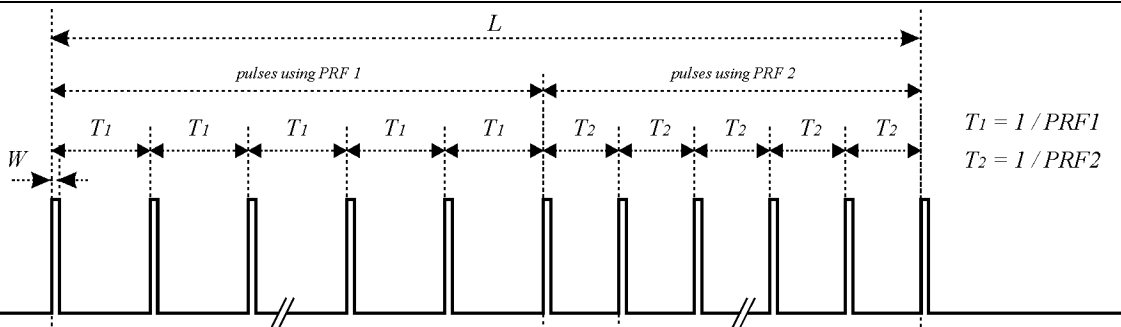 L
pulses using PRF 1
pulses using PRF 2
T1 T1 T1 T1 T1 T2 T2 T2 T2 T2
T1 = 1 / PRF1
W
T2 = 1 / PRF2